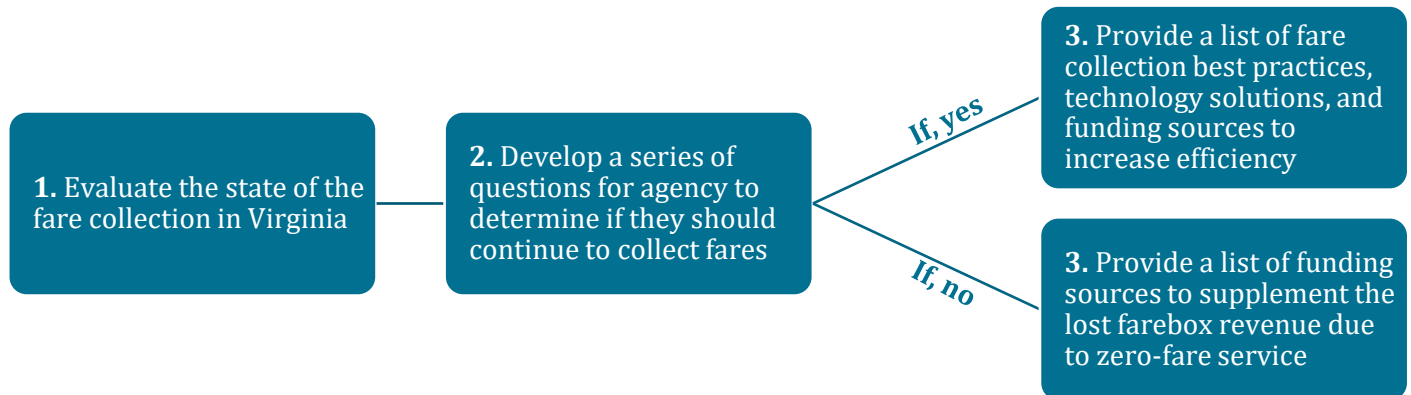 1. Evaluate the state of the
fare collection in Virginia
2. Develop a series of
questions for agency to
determine if they should
continue to collect fares
If, yes
3. Provide a list of fare
collection best practices,
technology solutions, and
funding sources to
increase efficiency
If, no
3. Provide a list of funding
sources to supplement the
lost farebox revenue due
to zero-fare service